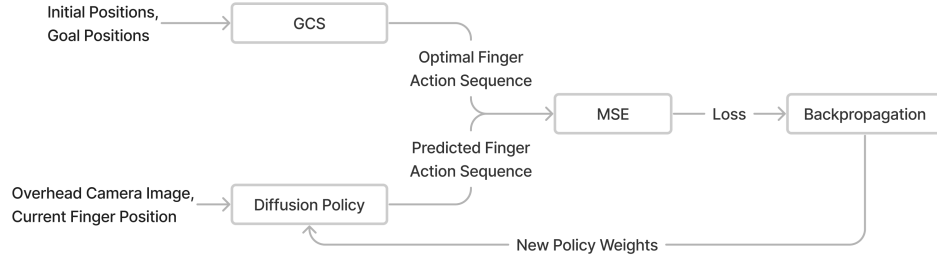 Initial Positions,
Goal Positions
GCS
Optimal Finger
Action Sequence
MSE
Loss
Backpropagation
Predicted Finger
Action Sequence
Overhead Camera Image,
Current Finger Position
Diffusion Policy
New Policy Weights